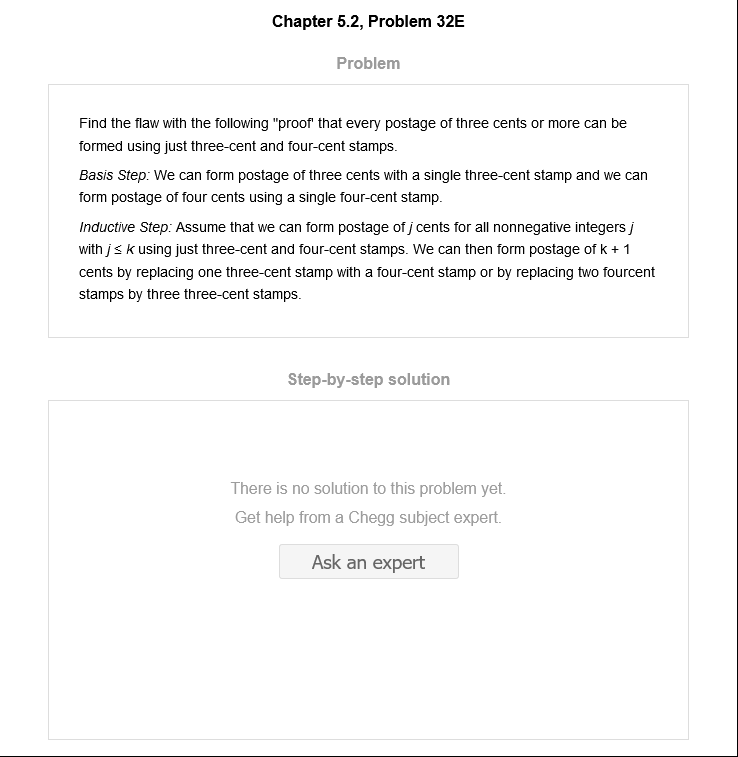 Chapter 5.2, Problem 32E
Problem
Find the flaw with the following "proof' that every postage of three cents or more can be
formed using just three-cent and four-cent stamps.
Basis Step: We can form postage of three cents with a single three-cent stamp and we can
form postage of four cents using a single four-cent stamp.
Inductive Step: Assume that we can form postage of j cents for all nonnegative integers j
with j ≤ k using just three-cent and four-cent stamps. We can then form postage of k + 1
cents by replacing one three-cent stamp with a four-cent stamp or by replacing two fourcent
stamps by three three-cent stamps.
Step-by-step solution
There is no solution to this problem yet.
Get help from a Chegg subject expert.
Ask an expert